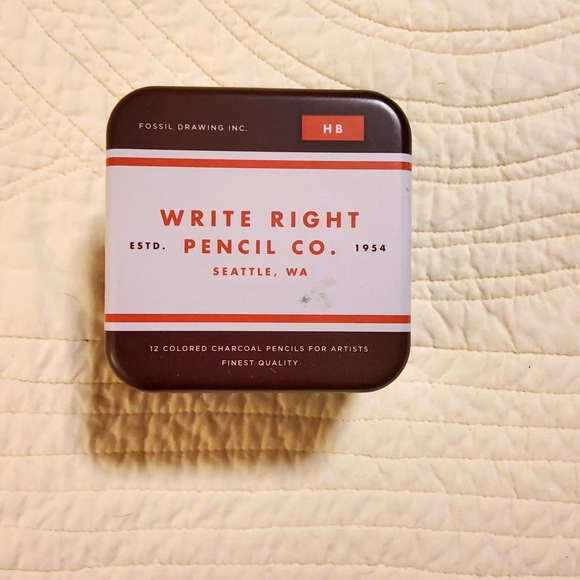 FOSSIL DRAWING INC. HB
WRITE RIGHT
ESTD. PENCIL CO. 1954
SEATTLE, WA
12 COLORED CHARCOAL PENCILS FOR ARTISTS
FINEST QUALITY